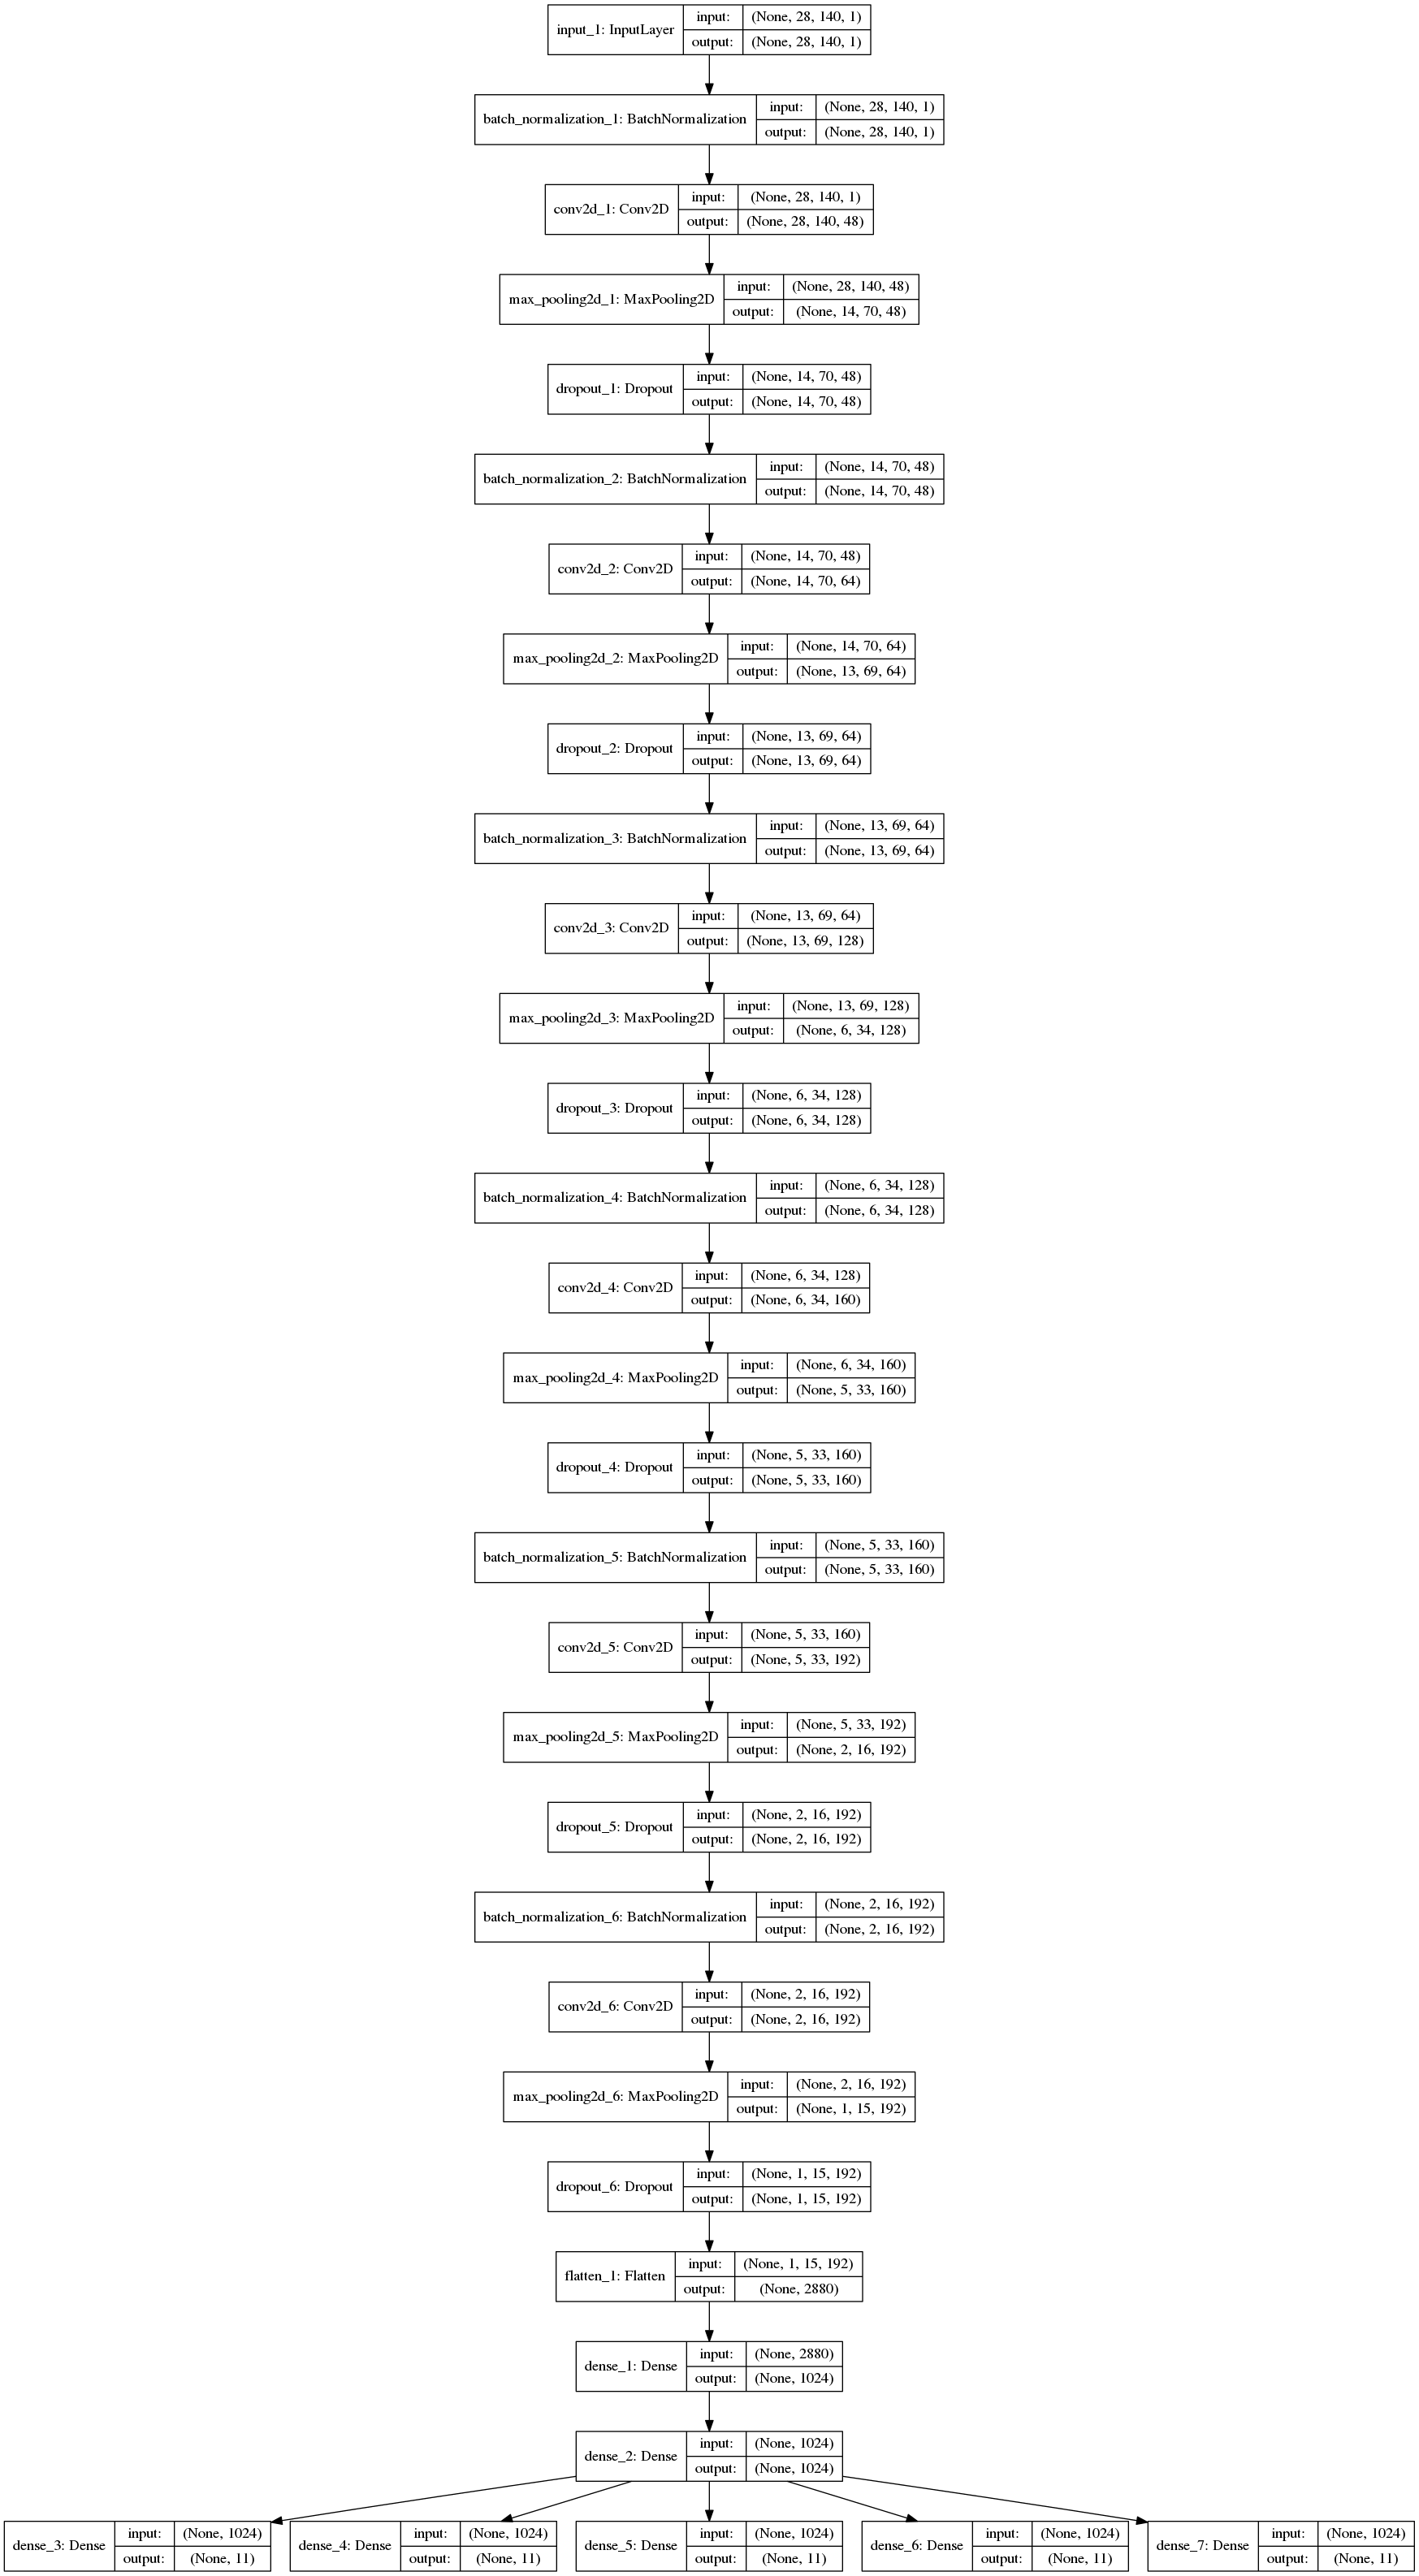 input_1: InputLayer
input: (None, 28, 140, 1)
output: (None, 28, 140, 1)
batch_normalization_1: BatchNormalization
input: (None, 28, 140, 1)
output: (None, 28, 140, 1)
conv2d_1: Conv2D
input: (None, 28, 140, 1)
output: (None, 28, 140, 48)
max_pooling2d_1: MaxPooling2D
input: (None, 28, 140, 48)
output: (None, 14, 70, 48)
dropout_1: Dropout
input: (None, 14, 70, 48)
output: (None, 14, 70, 48)
batch_normalization_2: BatchNormalization
input: (None, 14, 70, 48)
output: (None, 14, 70, 48)
conv2d_2: Conv2D
input: (None, 14, 70, 48)
output: (None, 14, 70, 64)
max_pooling2d_2: MaxPooling2D
input: (None, 14, 70, 64)
output: (None, 13, 69, 64)
dropout_2: Dropout
input: (None, 13, 69, 64)
output: (None, 13, 69, 64)
batch_normalization_3: BatchNormalization
input: (None, 13, 69, 64)
output: (None, 13, 69, 64)
conv2d_3: Conv2D
input: (None, 13, 69, 64)
output: (None, 13, 69, 128)
max_pooling2d_3: MaxPooling2D
input: (None, 13, 69, 128)
output: (None, 6, 34, 128)
dropout_3: Dropout
input: (None, 6, 34, 128)
output: (None, 6, 34, 128)
batch_normalization_4: BatchNormalization
input: (None, 6, 34, 128)
output: (None, 6, 34, 128)
conv2d_4: Conv2D
input: (None, 6, 34, 128)
output: (None, 6, 34, 160)
max_pooling2d_4: MaxPooling2D
input: (None, 6, 34, 160)
output: (None, 5, 33, 160)
dropout_4: Dropout
input: (None, 5, 33, 160)
output: (None, 5, 33, 160)
batch_normalization_5: BatchNormalization
input: (None, 5, 33, 160)
output: (None, 5, 33, 160)
conv2d_5: Conv2D
input: (None, 5, 33, 160)
output: (None, 5, 33, 192)
max_pooling2d_5: MaxPooling2D
input: (None, 5, 33, 192)
output: (None, 2, 16, 192)
dropout_5: Dropout
input: (None, 2, 16, 192)
output: (None, 2, 16, 192)
batch_normalization_6: BatchNormalization
input: (None, 2, 16, 192)
output: (None, 2, 16, 192)
conv2d_6: Conv2D
input: (None, 2, 16, 192)
output: (None, 2, 16, 192)
max_pooling2d_6: MaxPooling2D
input: (None, 2, 16, 192)
output: (None, 1, 15, 192)
dropout_6: Dropout
input: (None, 1, 15, 192)
output: (None, 1, 15, 192)
flatten_1: Flatten
input: (None, 1, 15, 192)
output: (None, 2880)
dense_1: Dense
input: (None, 2880)
output: (None, 1024)
dense_2: Dense
input: (None, 1024)
output: (None, 1024)
dense_3: Dense
input: (None, 1024)
output: (None, 11)
dense_4: Dense
input: (None, 1024)
output: (None, 11)
dense_5: Dense
input: (None, 1024)
output: (None, 11)
dense_6: Dense
input: (None, 1024)
output: (None, 11)
dense_7: Dense
input: (None, 1024)
output: (None, 11)